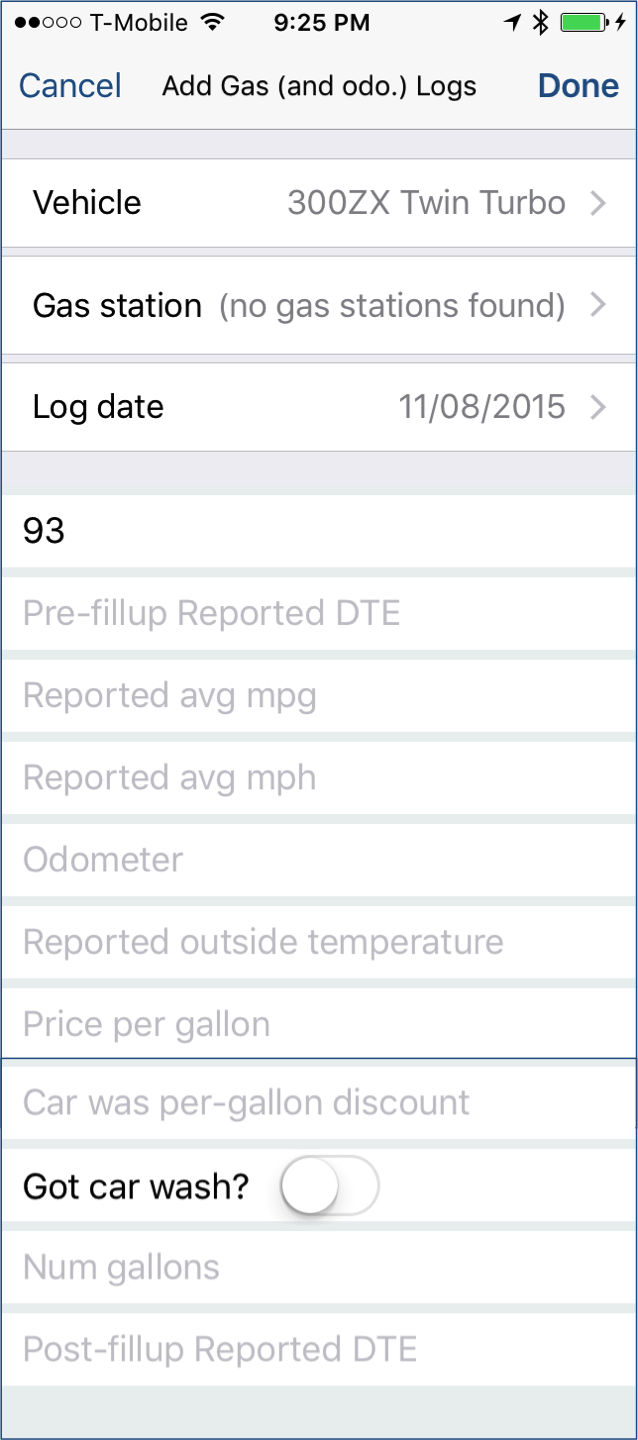 T-Mobile 9:25 PM
Cancel Add Gas (and odo.) Logs Done
Vehicle 300ZX Twin Turbo
Gas station (no gas stations found)
Log date 11/08/2015
93
Pre-fillup Reported DTE
Reported avg mpg
Reported avg mph
Odometer
Reported outside temperature
Price per gallon
Car was per-gallon discount
Got car wash?
Num gallons
Post-fillup Reported DTE